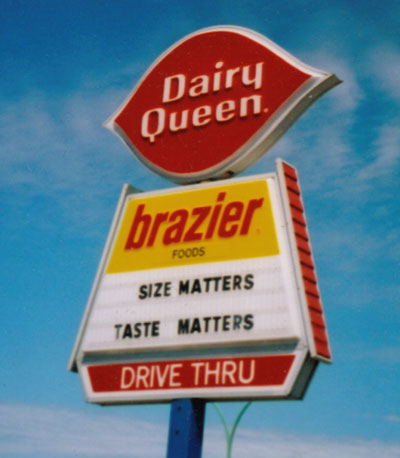 Dairy
Queen
brazier
FOODS
SIZE MATTERS
TASTE MATTERS
DRIVE THRU